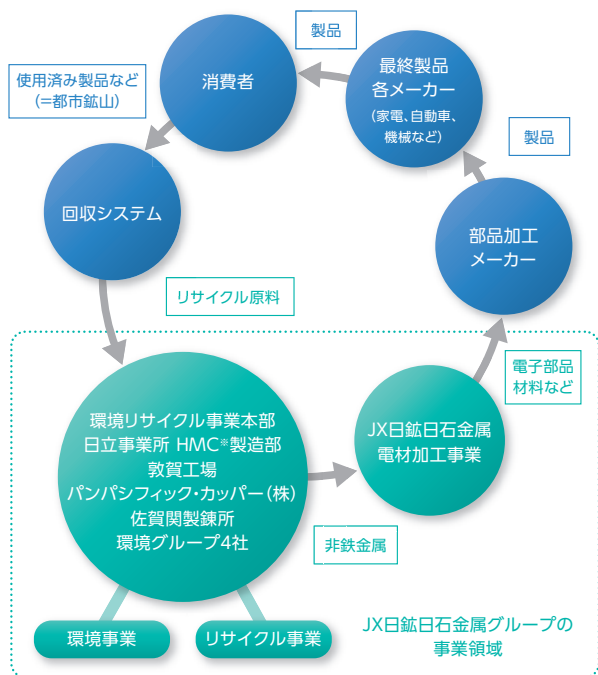 製品
最終製品
各メーカー
(家電、自動車、
機械など)
消費者
使用済み製品など
(=都市鉱山)
製品
回収システム
部品加工
メーカー
リサイクル原料
電子部品
材料など
環境リサイクル事業本部
日立事業所 HMC※製造部
敦賀工場
パンパシフィック・カッパー(株)
佐賀関製錬所
環境グループ4社
JX日鉱日石金属
電材加工事業
非鉄金属
環境事業
リサイクル事業
JX日鉱日石金属グループの
事業領域